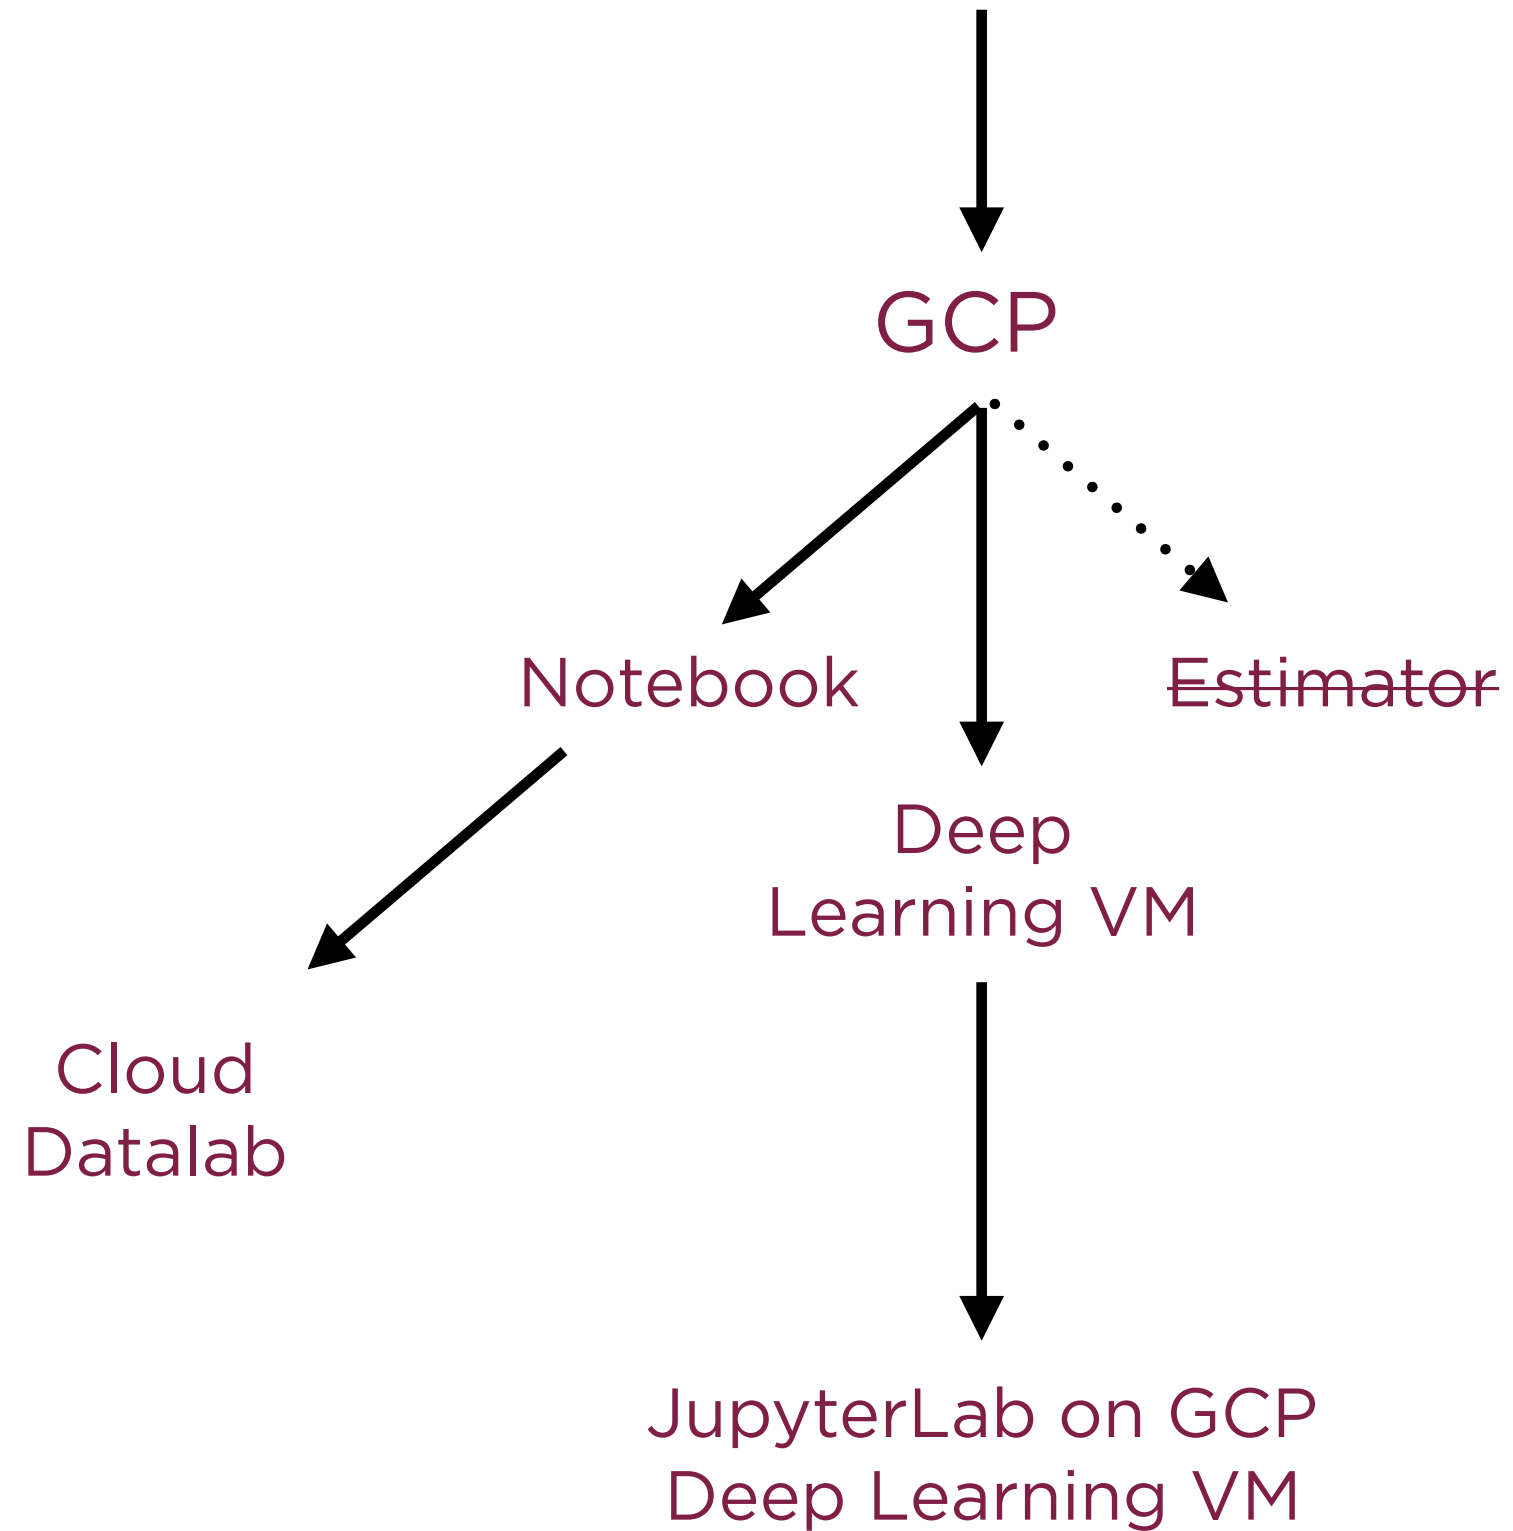 GCP
Notebook
Estimator
Deep
Learning VM
Cloud
Datalab
JupyterLab on GCP
Deep Learning VM